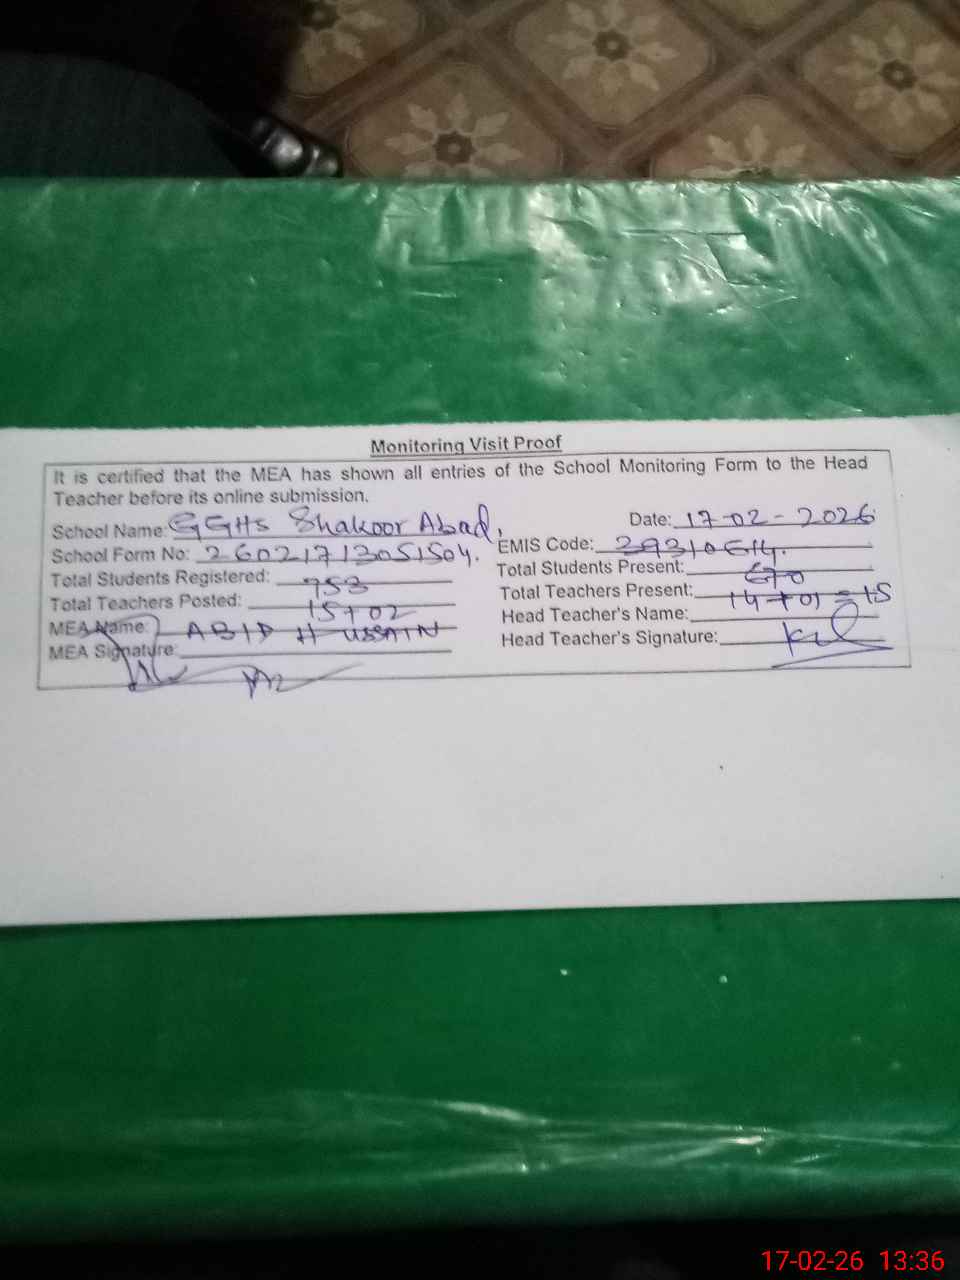 Monitoring Visit Proof
It is certified that the MEA has shown all entries of the School Monitoring Form to the Head
Teacher before its online submission.
School Name: GGHS Shakoor Abad, Date: 17-02-2026
School Form No: 26021713051504. EMIS Code: 39310614.
Total Students Registered: 753 Total Students Present: 670
Total Teachers Posted: 15+02 Total Teachers Present: 14+01=15
MEA Name: ABID HUSSAIN Head Teacher's Name:
MEA Signature: Head Teacher's Signature:
17-02-26 13:36